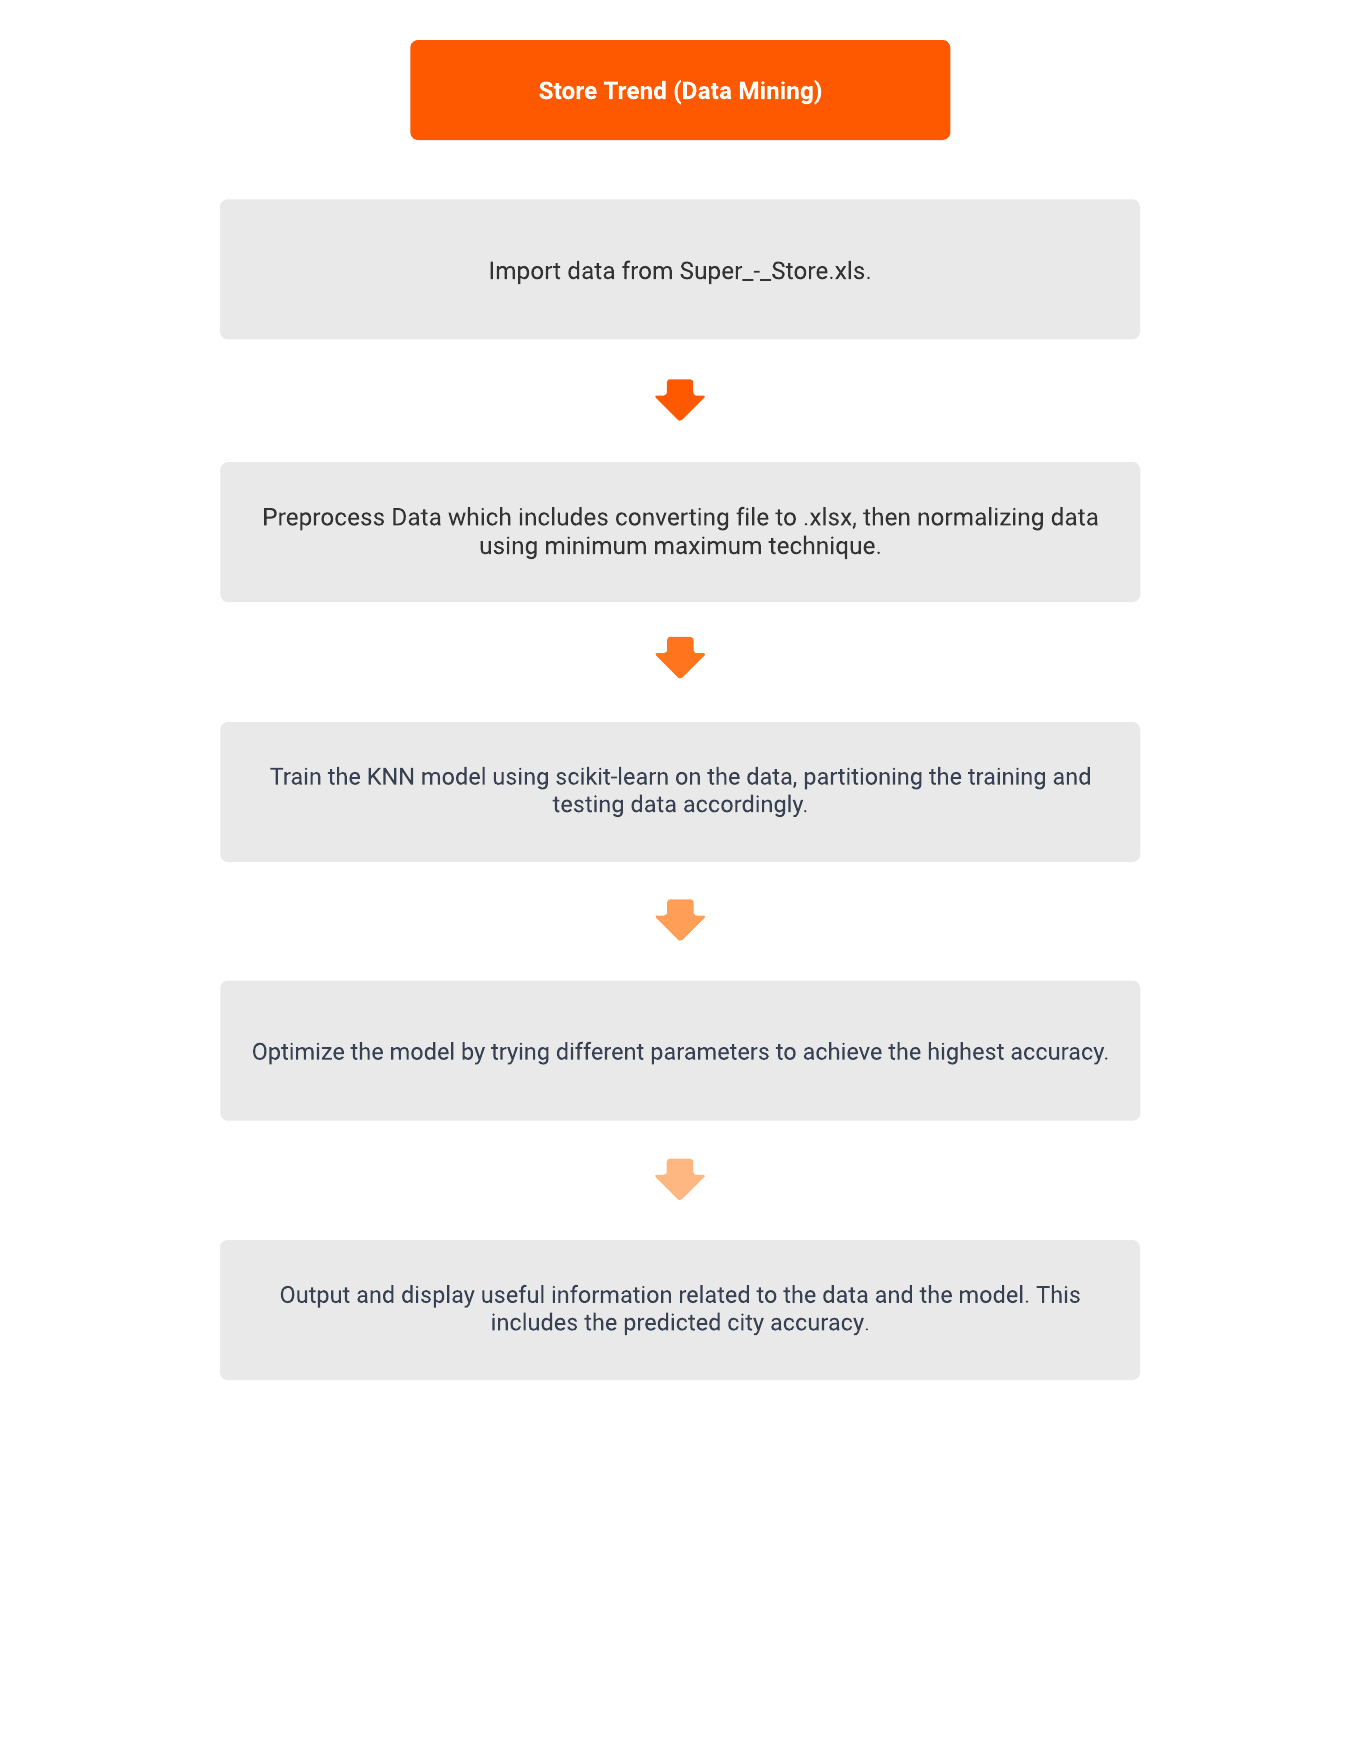 Store Trend (Data Mining)
Import data from Super_-_Store.xls.
Preprocess Data which includes converting file to .xlsx, then normalizing data
using minimum maximum technique.
Train the KNN model using scikit-learn on the data, partitioning the training and
testing data accordingly.
Optimize the model by trying different parameters to achieve the highest accuracy.
Output and display useful information related to the data and the model. This
includes the predicted city accuracy.